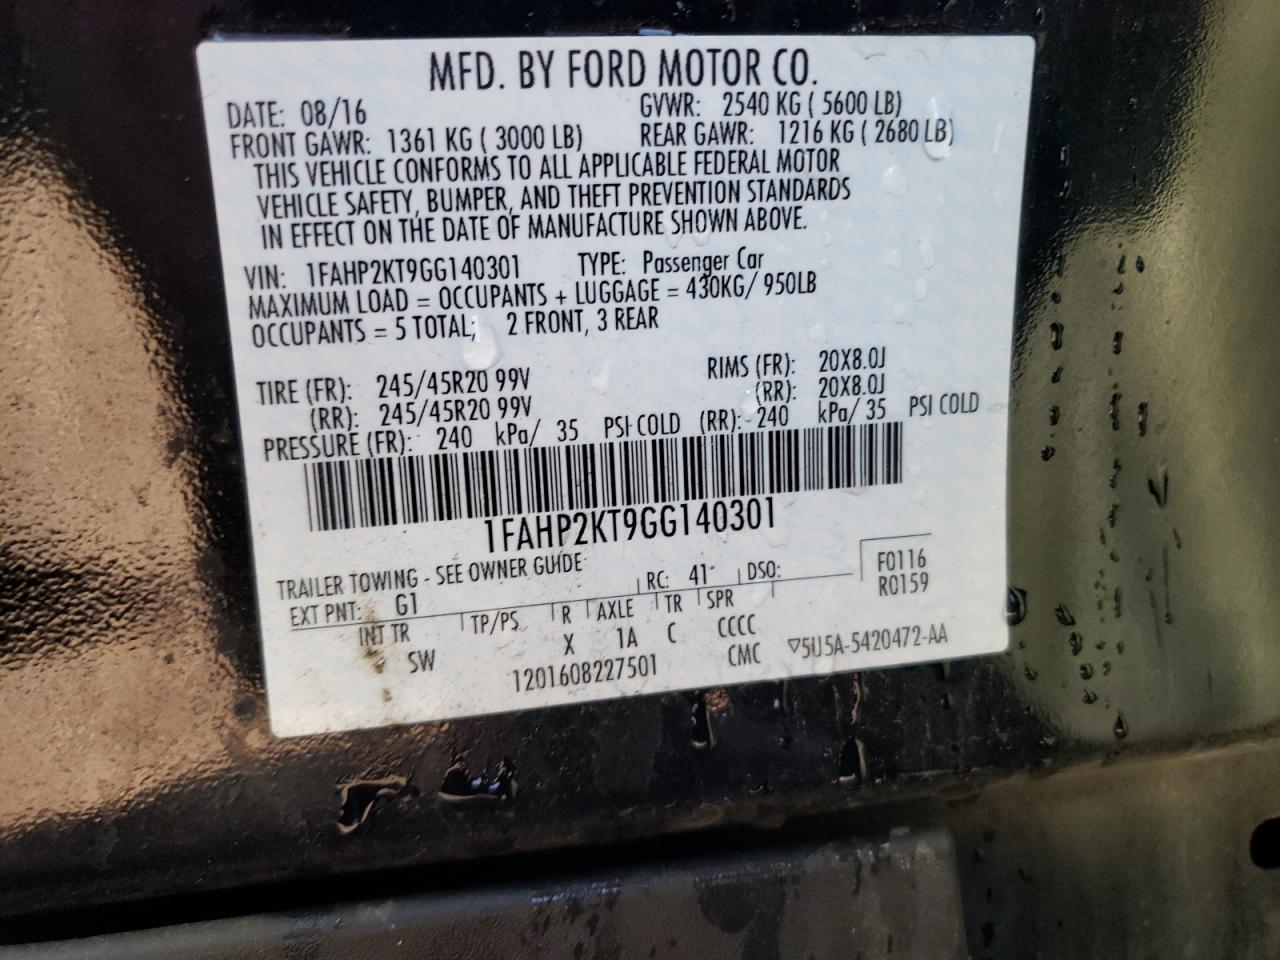 MFD. BY FORD MOTOR CO.
DATE: 08/16 GVWR: 2540 KG ( 5600 LB)
FRONT GAWR: 1361 KG ( 3000 LB) REAR GAWR: 1216 KG ( 2680 LB)
THIS VEHICLE CONFORMS TO ALL APPLICABLE FEDERAL MOTOR
VEHICLE SAFETY, BUMPER, AND THEFT PREVENTION STANDARDS
IN EFFECT ON THE DATE OF MANUFACTURE SHOWN ABOVE.
VIN: 1FAHP2KT9GG140301 TYPE: Passenger Car
MAXIMUM LOAD = OCCUPANTS + LUGGAGE = 430KG/ 950LB
OCCUPANTS = 5 TOTAL; 2 FRONT, 3 REAR
TIRE (FR): 245/45R20 99V RIMS (FR): 20X8.0J
(RR): 245/45R20 99V (RR): 20X8.0J
PRESSURE (FR): 240 kPa/ 35 PSI COLD (RR): 240 kPa/ 35 PSI COLD
1FAHP2KT9GG140301
TRAILER TOWING - SEE OWNER GUIDE
EXT PNT: G1 RC: 41 DSO: F0116
R0159
INT TR TP/PS R AXLE TR SPR
SW X 1A C CCCC
1201608227501 CMC ▽5U5A-5420472-AA